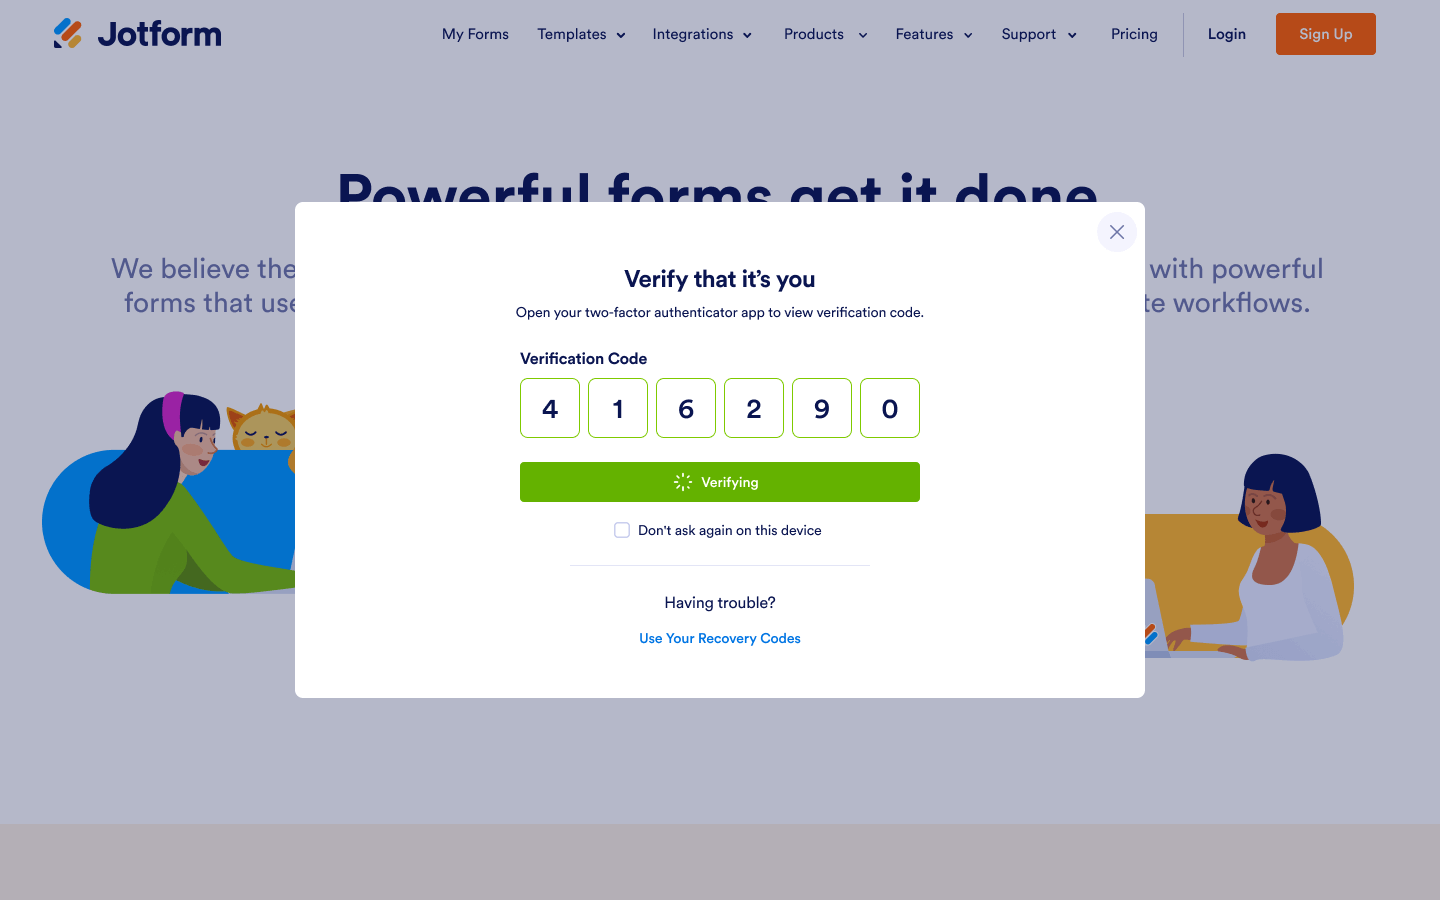 Jotform
My Forms Templates Integrations Products Features Support Pricing Login Sign Up
Powerful forms get it done
We believe the with powerful
forms that use te workflows.
Verify that it’s you
Open your two-factor authenticator app to view verification code.
Verification Code
4 1 6 2 9 0
Verifying
Don't ask again on this device
Having trouble?
Use Your Recovery Codes